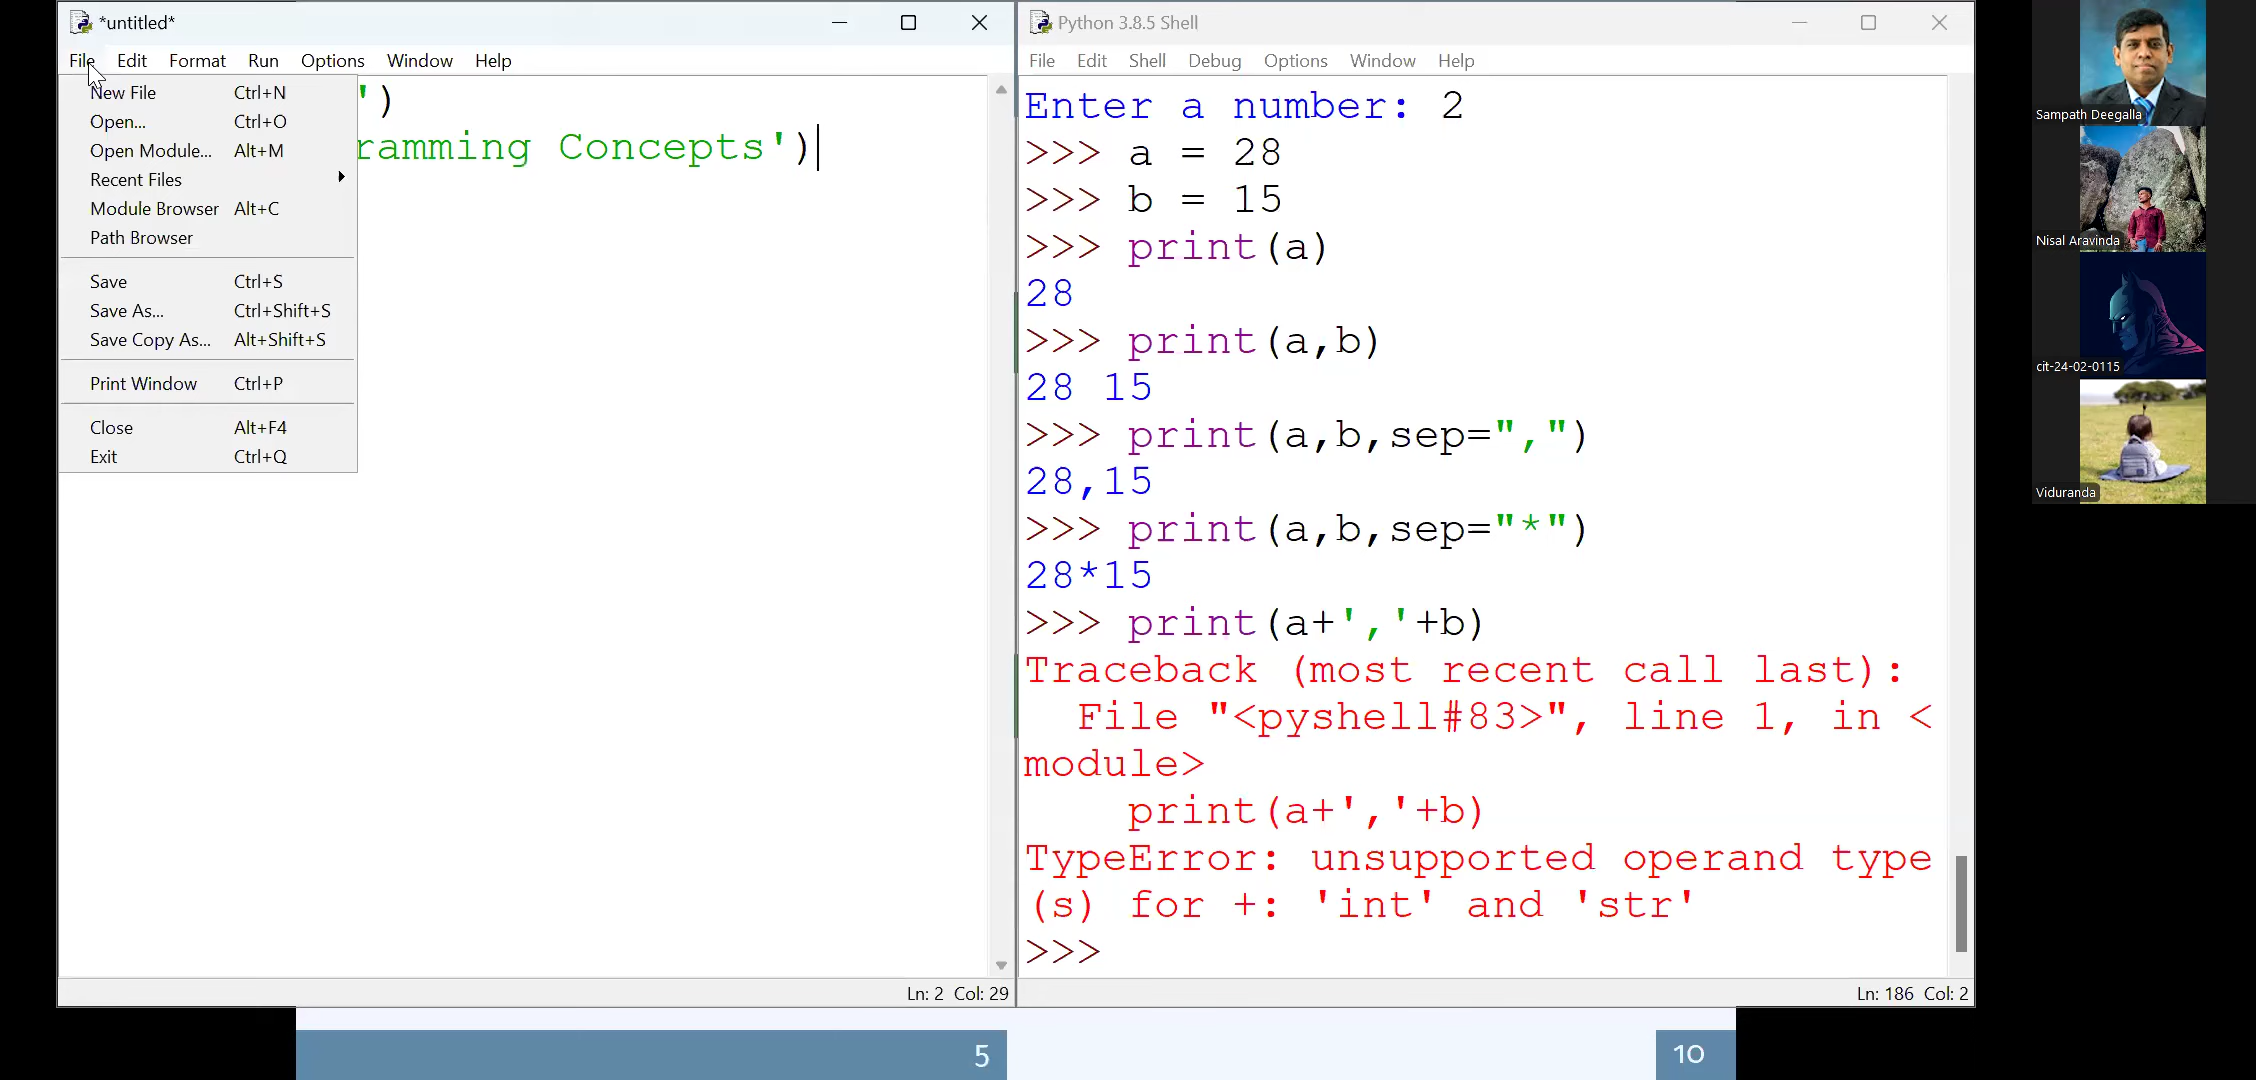 *untitled*
File Edit Format Run Options Window Help
New File Ctrl+N
Open... Ctrl+O
Open Module... Alt+M
Recent Files
Module Browser Alt+C
Path Browser
Save Ctrl+S
Save As... Ctrl+Shift+S
Save Copy As... Alt+Shift+S
Print Window Ctrl+P
Close Alt+F4
Exit Ctrl+Q
')
ramming Concepts')
Ln: 2 Col: 29
Python 3.8.5 Shell
File Edit Shell Debug Options Window Help
Enter a number: 2
>>> a = 28
>>> b = 15
>>> print(a)
28
>>> print(a,b)
28 15
>>> print(a,b,sep=",")
28,15
>>> print(a,b,sep="*")
28*15
>>> print(a+','+b)
Traceback (most recent call last):
  File "<pyshell#83>", line 1, in <
module>
    print(a+','+b)
TypeError: unsupported operand type
(s) for +: 'int' and 'str'
>>>
Ln: 186 Col: 2
5
10
Sampath Deegalla
Nisal Aravinda
cit-24-02-0115
Viduranda